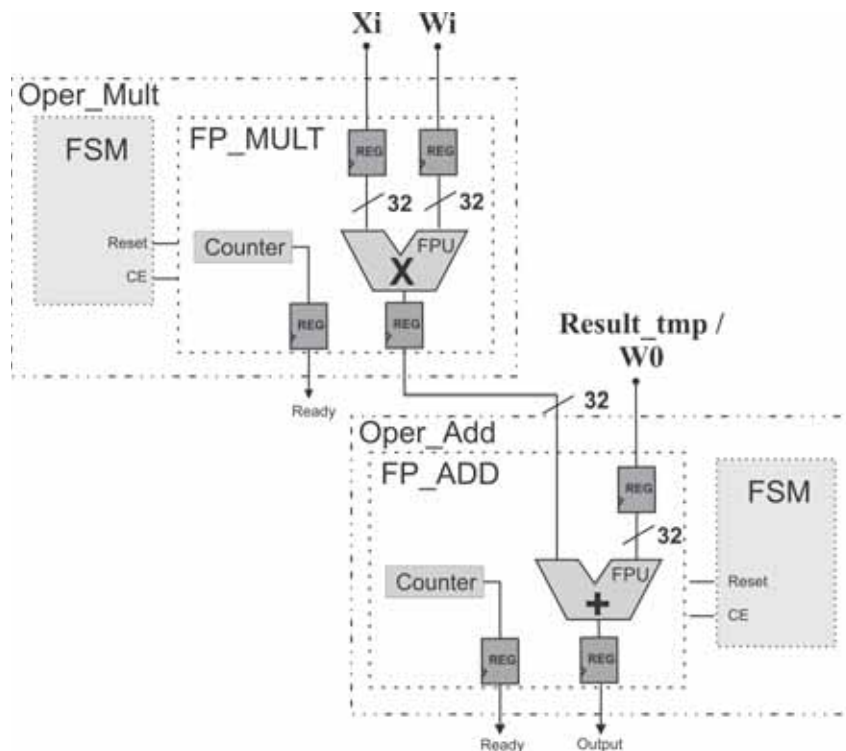 Xi Wi
Oper_Mult
FSM
FP_MULT
REG REG
32 32
Reset
Counter
FPU
X
CE
REG REG
Result_tmp /
W0
Ready
32
Oper_Add
FP_ADD
FSM
REG
32
Counter
FPU
+
Reset
CE
REG REG
Ready Output